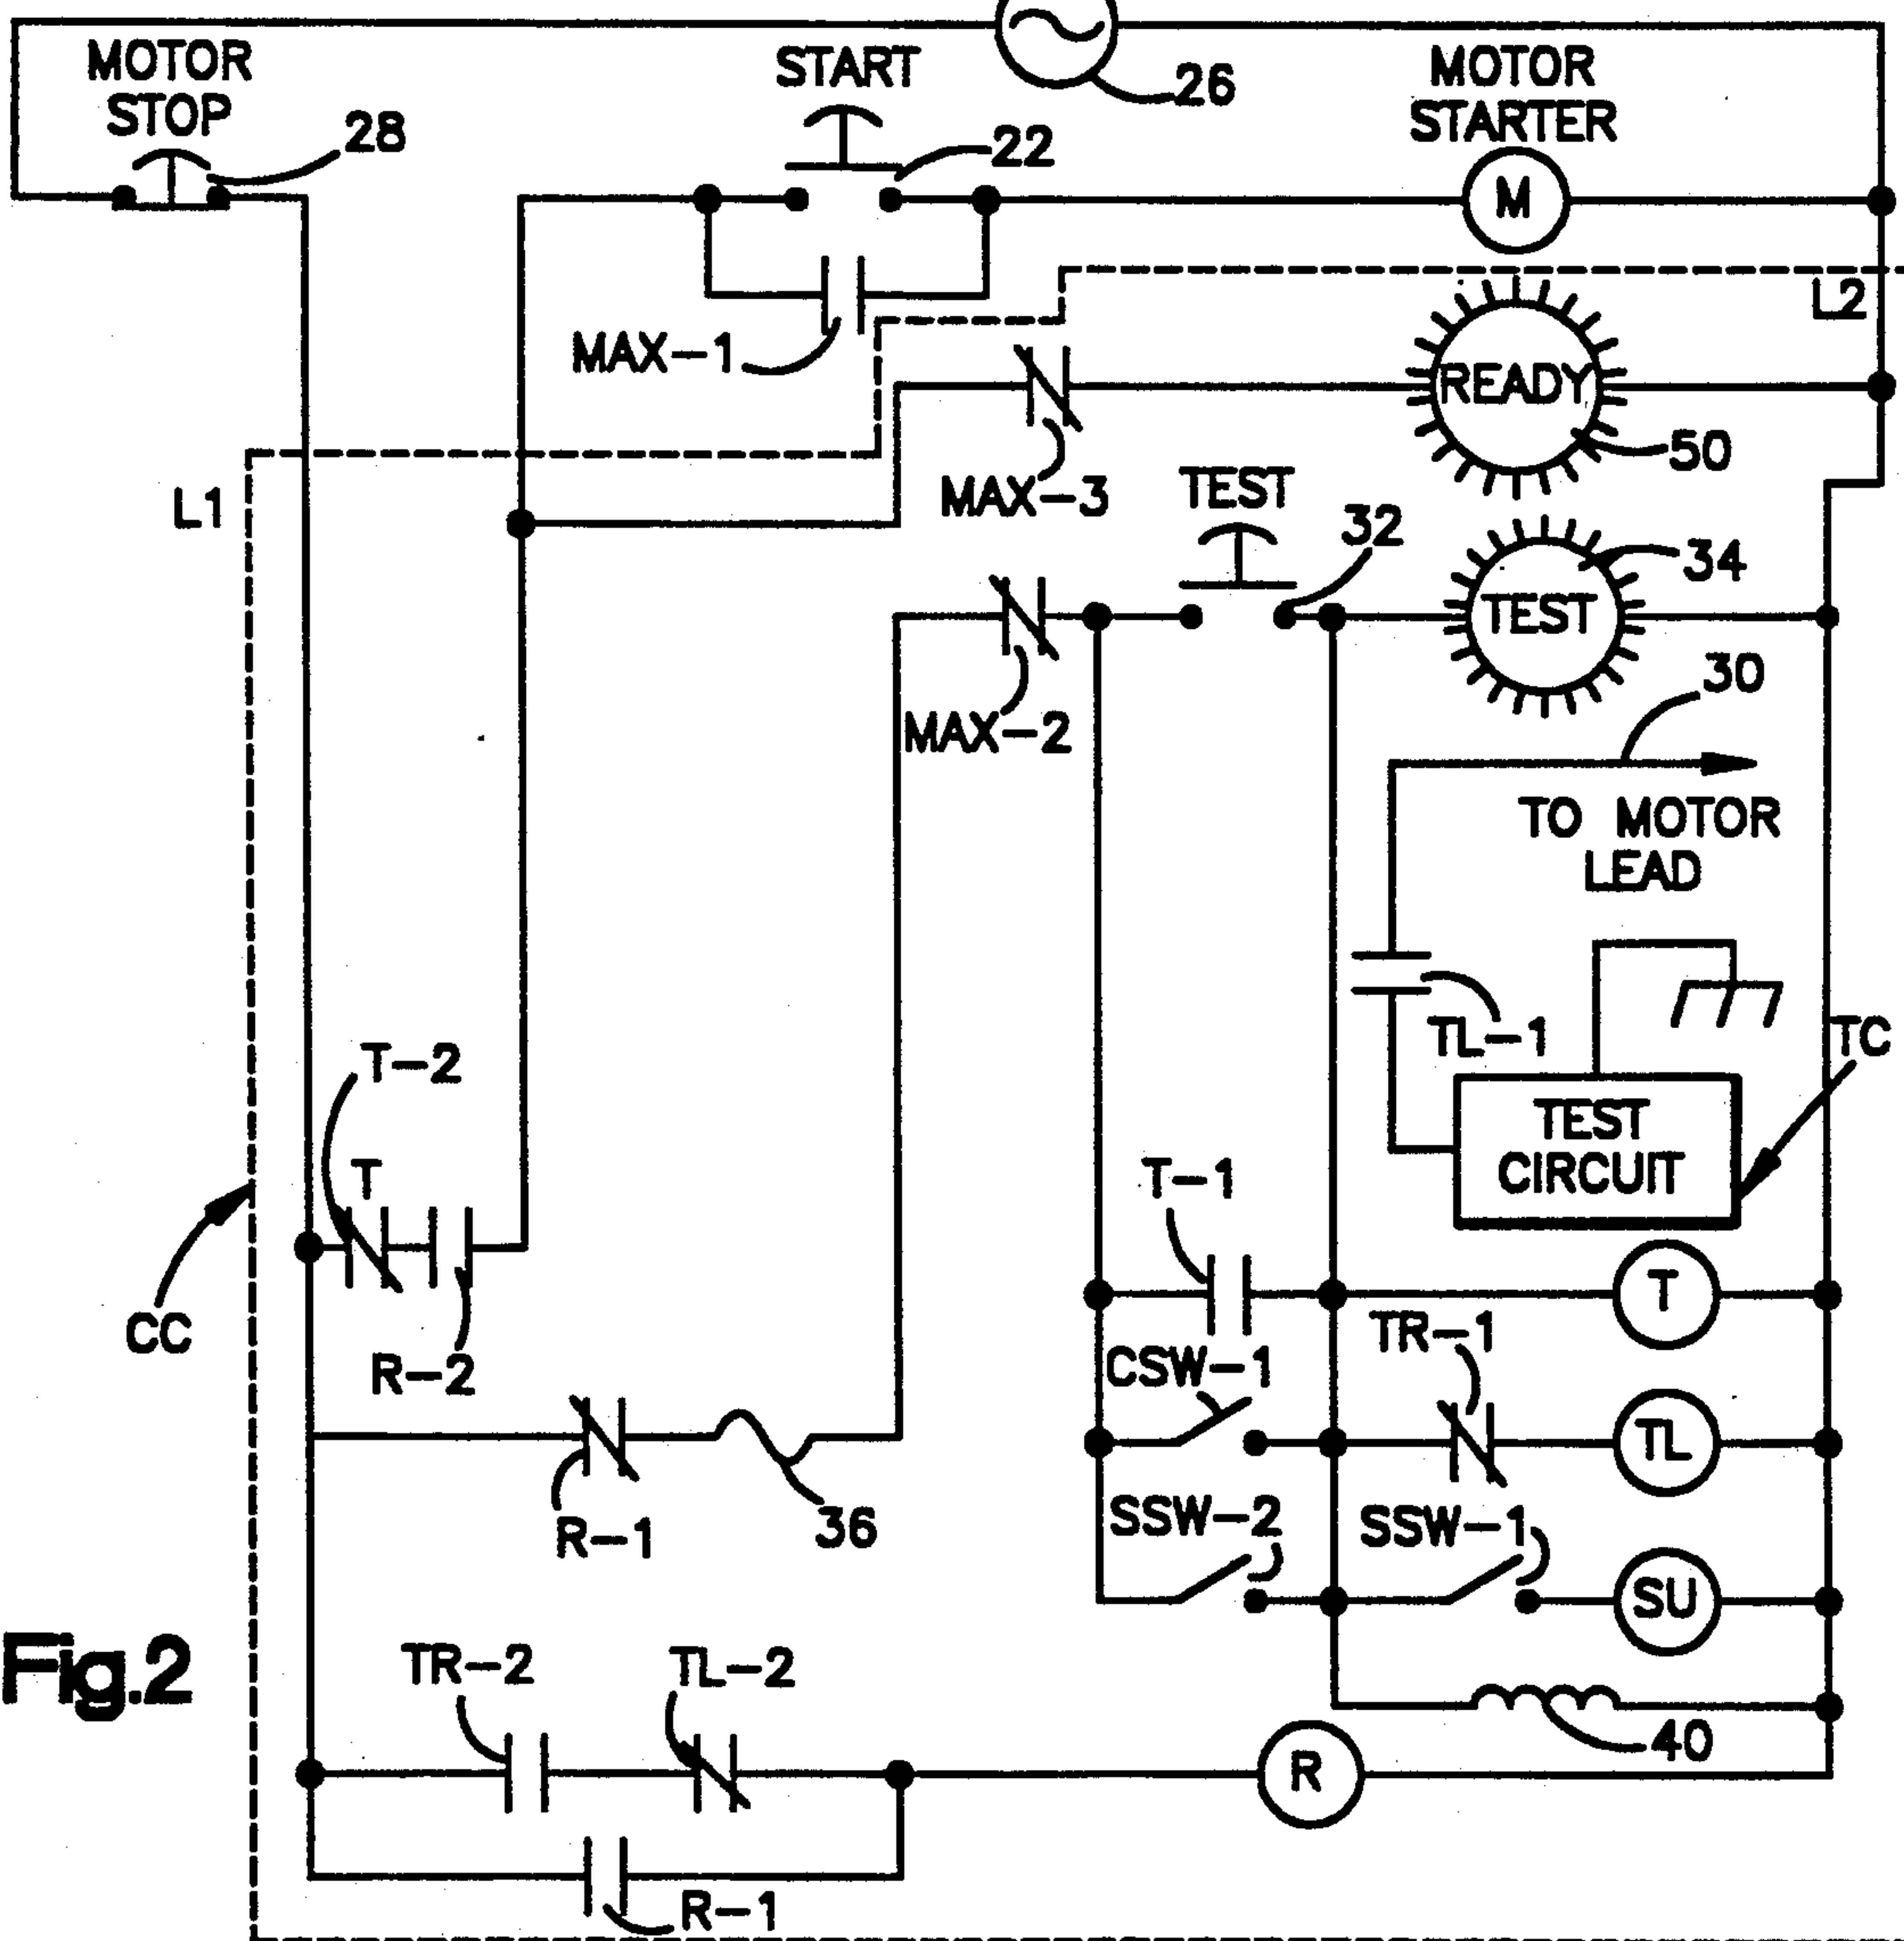 MOTOR
STOP
28
START
22
26
MOTOR
STARTER
M
L2
MAX-1
READY
50
MAX-3
L1
TEST
32
TEST
34
MAX-2
30
TO MOTOR
LEAD
TL-1
TC
TEST
CIRCUIT
T-2
T
R-2
CC
T-1
T
CSW-1
TR-1
TL
R-1
36
SSW-2
SSW-1
SU
Fig.2
TR-2
TL-2
40
R
R-1